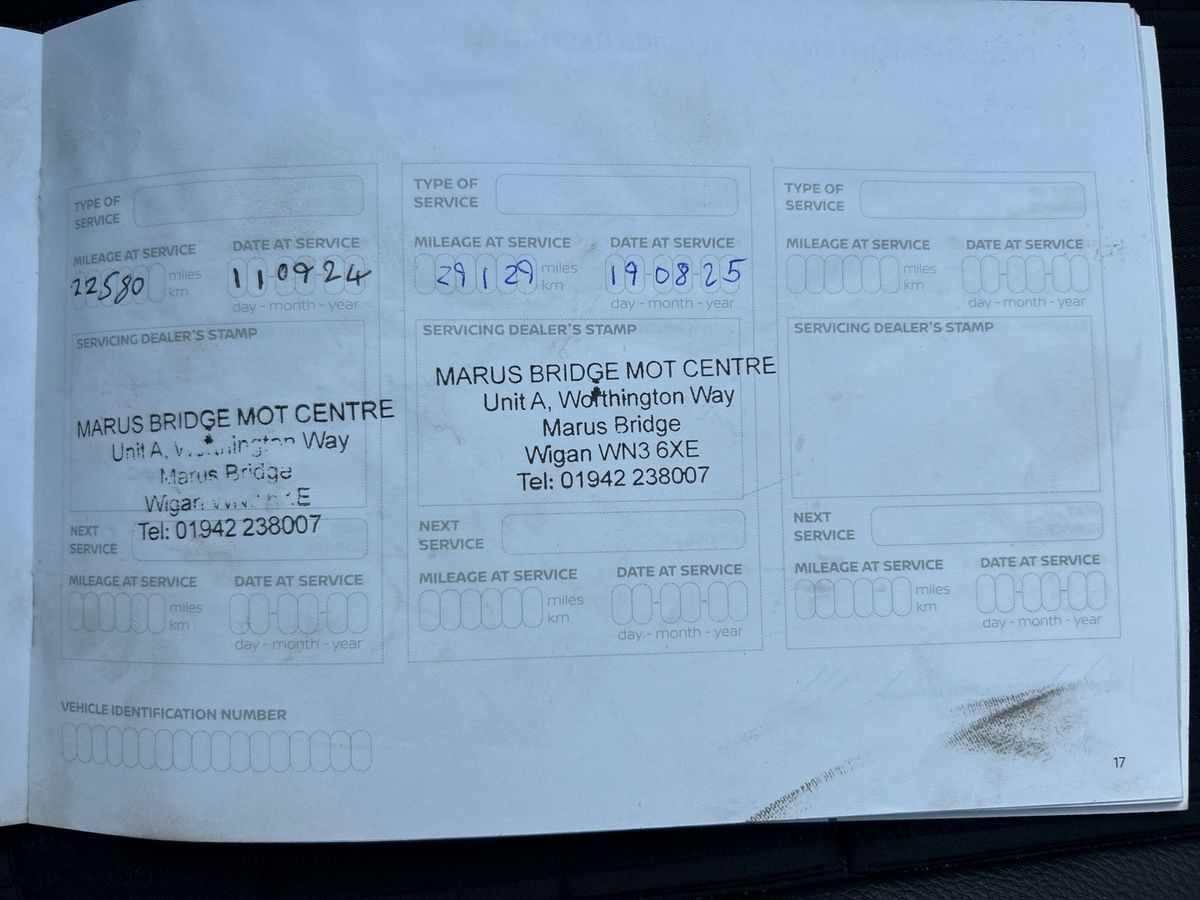 TYPE OF
SERVICE
MILEAGE AT SERVICE
DATE AT SERVICE
22580
miles
km
11 09 24
day - month - year
SERVICING DEALER'S STAMP
MARUS BRIDGE MOT CENTRE
Unit A, Way
Marus Bridge
Wigan
Tel: 01942 238007
NEXT
SERVICE
MILEAGE AT SERVICE
DATE AT SERVICE
miles
km
day - month - year
TYPE OF
SERVICE
MILEAGE AT SERVICE
DATE AT SERVICE
29129
miles
km
19-08-25
day - month - year
SERVICING DEALER'S STAMP
MARUS BRIDGE MOT CENTRE
Unit A, Worthington Way
Marus Bridge
Wigan WN3 6XE
Tel: 01942 238007
NEXT
SERVICE
MILEAGE AT SERVICE
DATE AT SERVICE
miles
km
day - month - year
TYPE OF
SERVICE
MILEAGE AT SERVICE
DATE AT SERVICE
miles
km
day - month - year
SERVICING DEALER'S STAMP
NEXT
SERVICE
MILEAGE AT SERVICE
DATE AT SERVICE
miles
km
day - month - year
VEHICLE IDENTIFICATION NUMBER
17